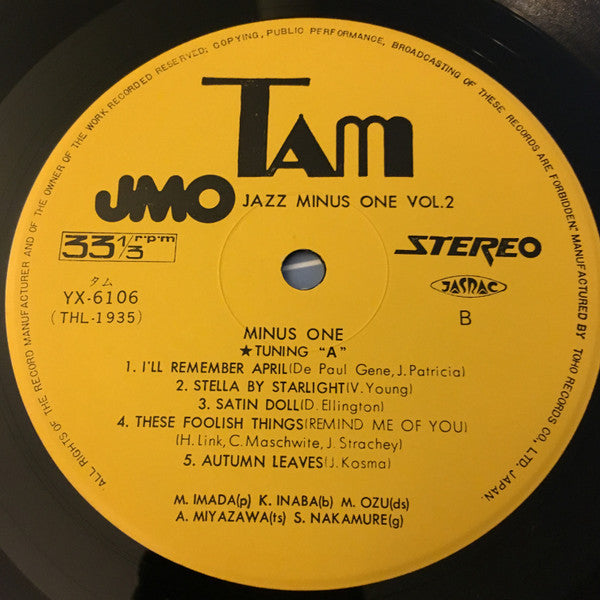 ALL RIGHTS OF THE RECORD MANUFACTURER AND OF THE OWNER OF THE WORK RECORDED RESERVED; COPYING, PUBLIC PERFORMANCE, BROADCASTING OF THESE RECORDS ARE FORBIDDEN." MANUFACTURED BY TOHO RECORDS CO., LTD. JAPAN.
TAM
JMO JAZZ MINUS ONE VOL.2
33 1/3 rpm
STEREO
タム
YX-6106
(THL-1935)
JASRAC
B
MINUS ONE
★TUNING "A"
1. I'LL REMEMBER APRIL(De Paul Gene, J. Patricia)
2. STELLA BY STARLIGHT(V. Young)
3. SATIN DOLL(D. Ellington)
4. THESE FOOLISH THINGS(REMIND ME OF YOU)
(H. Link, C. Maschwite, J. Strachey)
5. AUTUMN LEAVES(J. Kosma)
M. IMADA(p) K. INABA(b) M. OZU(ds)
A. MIYAZAWA(ts) S. NAKAMURE(g)